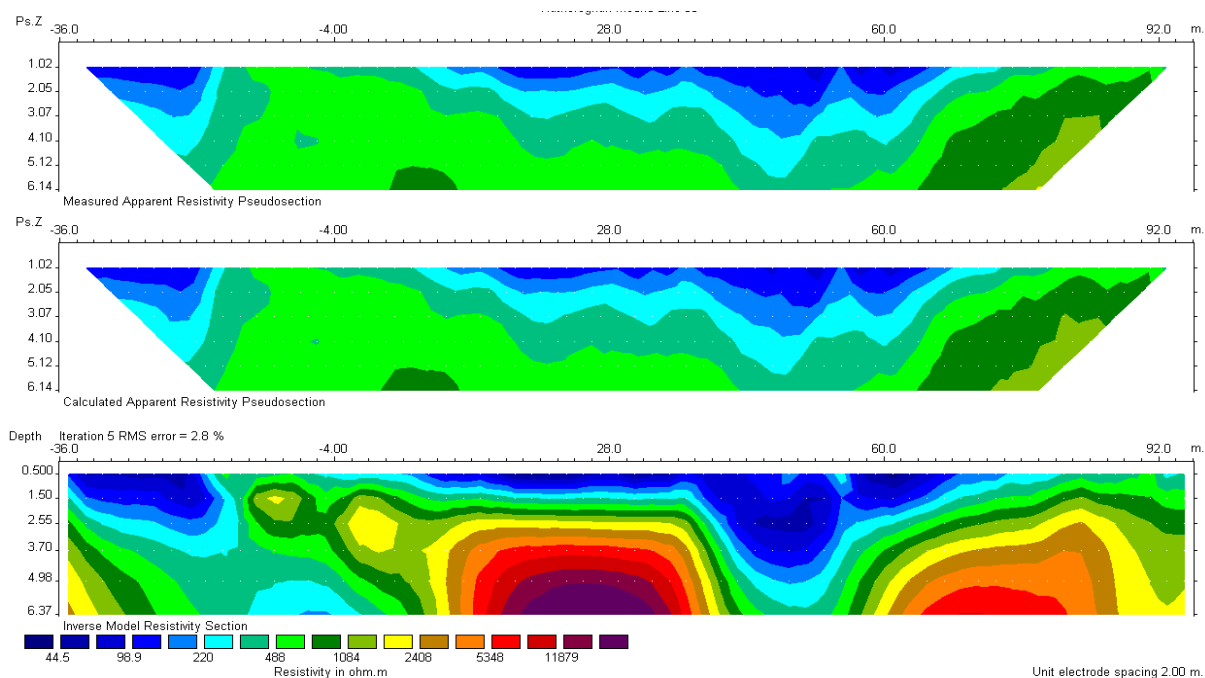 Ps.Z
-36.0 -4.00 28.0 60.0 92.0 m.
1.02
2.05
3.07
4.10
5.12
6.14
Measured Apparent Resistivity Pseudosection
Ps.Z
-36.0 -4.00 28.0 60.0 92.0 m.
1.02
2.05
3.07
4.10
5.12
6.14
Calculated Apparent Resistivity Pseudosection
Depth Iteration 5 RMS error = 2.8 %
-36.0 -4.00 28.0 60.0 92.0 m.
0.500
1.50
2.55
3.70
4.98
6.37
Inverse Model Resistivity Section
44.5 98.9 220 488 1084 2408 5348 11879
Resistivity in ohm.m Unit electrode spacing 2.00 m.